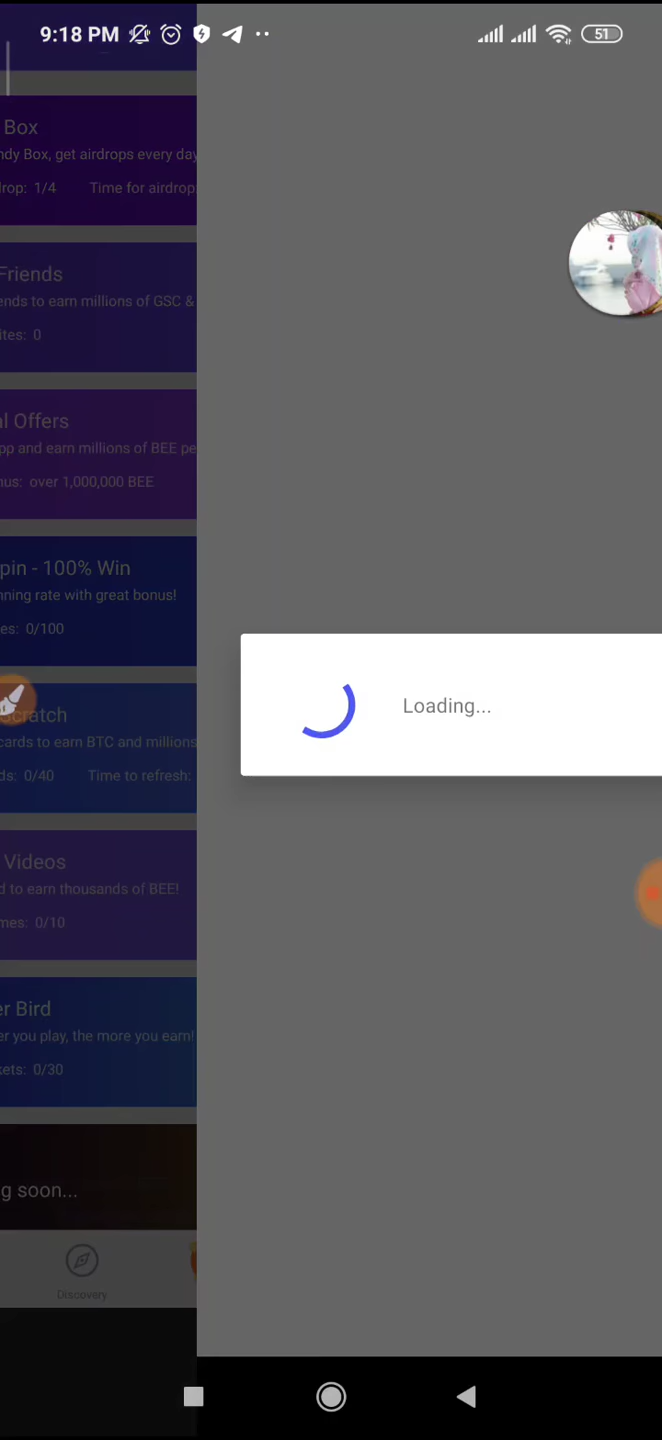 9:18 PM
51
Box
ndy Box, get airdrops every day
drop: 1/4 Time for airdrop:
Friends
ends to earn millions of GSC &
ites: 0
al Offers
pp and earn millions of BEE pe
nus: over 1,000,000 BEE
pin - 100% Win
nning rate with great bonus!
es: 0/100
Scratch
cards to earn BTC and millions
ds: 0/40 Time to refresh:
Loading...
Videos
d to earn thousands of BEE!
mes: 0/10
er Bird
er you play, the more you earn!
kets: 0/30
g soon...
Discovery